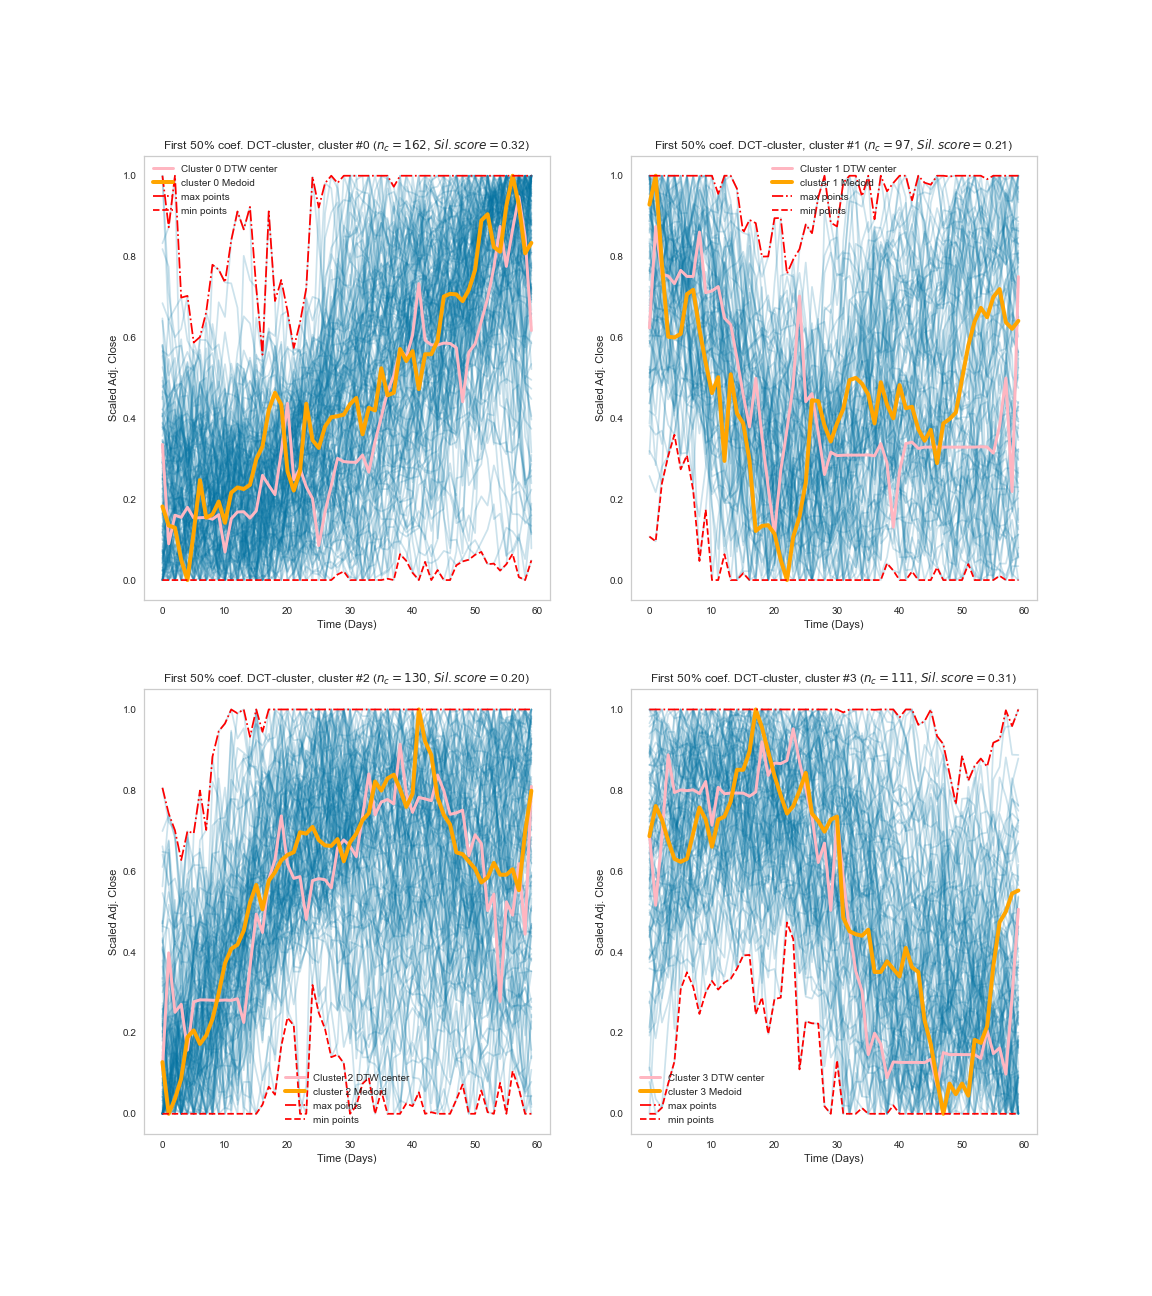 First 50% coef. DCT-cluster, cluster #0 (n_c = 162, Sil.score = 0.32)
Cluster 0 DTW center
cluster 0 Medoid
max points
min points
1.0
0.8
0.6
0.4
0.2
0.0
Scaled Adj. Close
0 10 20 30 40 50 60
Time (Days)
First 50% coef. DCT-cluster, cluster #1 (n_c = 97, Sil.score = 0.21)
Cluster 1 DTW center
cluster 1 Medoid
max points
min points
1.0
0.8
0.6
0.4
0.2
0.0
Scaled Adj. Close
0 10 20 30 40 50 60
Time (Days)
First 50% coef. DCT-cluster, cluster #2 (n_c = 130, Sil.score = 0.20)
1.0
0.8
0.6
0.4
0.2
0.0
Scaled Adj. Close
Cluster 2 DTW center
cluster 2 Medoid
max points
min points
0 10 20 30 40 50 60
Time (Days)
First 50% coef. DCT-cluster, cluster #3 (n_c = 111, Sil.score = 0.31)
1.0
0.8
0.6
0.4
0.2
0.0
Scaled Adj. Close
Cluster 3 DTW center
cluster 3 Medoid
max points
min points
0 10 20 30 40 50 60
Time (Days)